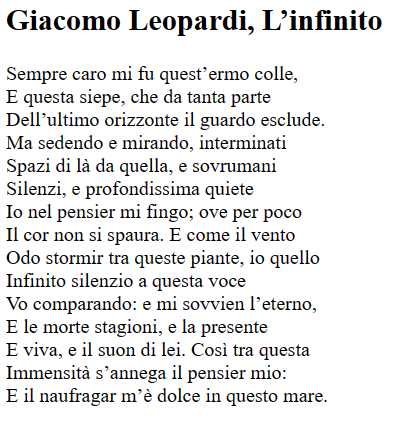 Giacomo Leopardi, L’infinito
Sempre caro mi fu quest’ermo colle,
E questa siepe, che da tanta parte
Dell’ultimo orizzonte il guardo esclude.
Ma sedendo e mirando, interminati
Spazi di là da quella, e sovrumani
Silenzi, e profondissima quiete
Io nel pensier mi fingo; ove per poco
Il cor non si spaura. E come il vento
Odo stormir tra queste piante, io quello
Infinito silenzio a questa voce
Vo comparando: e mi sovvien l’eterno,
E le morte stagioni, e la presente
E viva, e il suon di lei. Così tra questa
Immensità s’annega il pensier mio:
E il naufragar m’è dolce in questo mare.